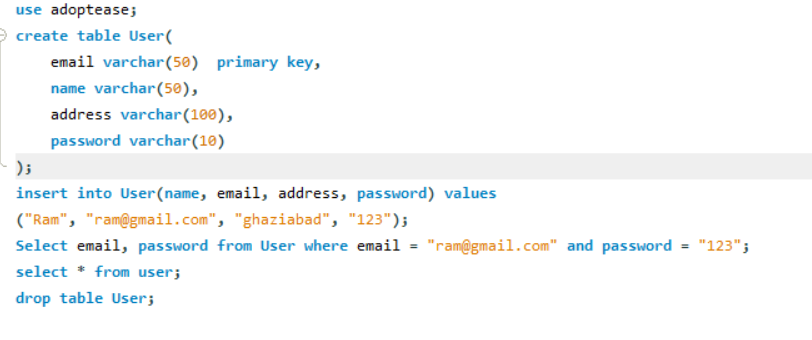 use adoptease;
create table User(
email varchar(50)  primary key,
name varchar(50),
address varchar(100),
password varchar(10)
);
insert into User(name, email, address, password) values
("Ram", "ram@gmail.com", "ghaziabad", "123");
Select email, password from User where email = "ram@gmail.com" and password = "123";
select * from user;
drop table User;